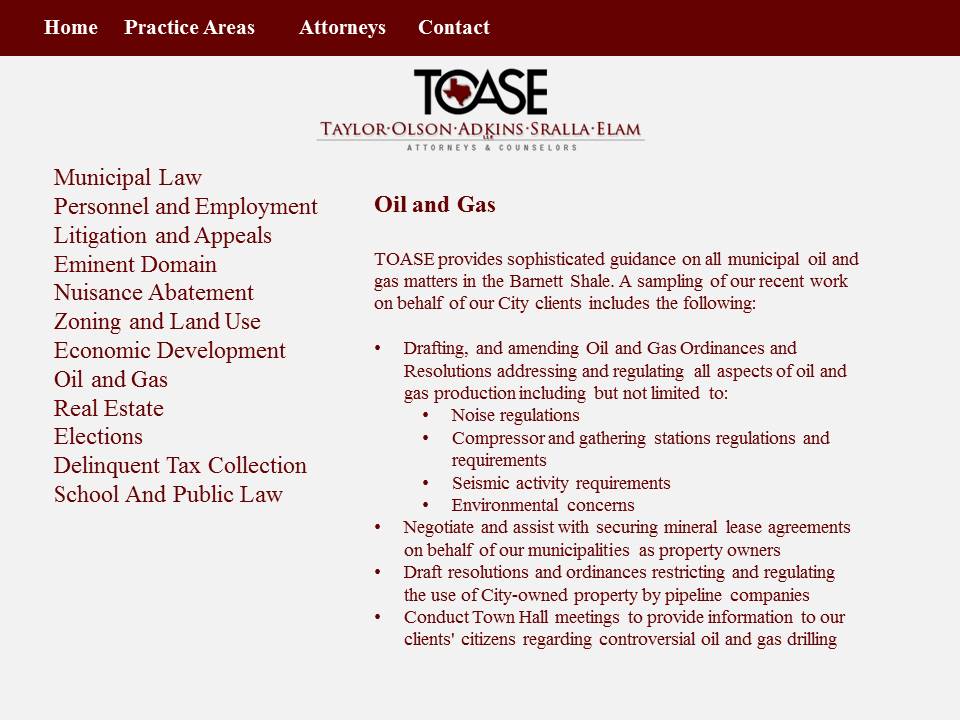 Home Practice Areas Attorneys Contact
TOASE
TAYLOR·OLSON·ADKINS·SRALLA·ELAM
LLP
ATTORNEYS & COUNSELORS
Municipal Law
Personnel and Employment
Litigation and Appeals
Eminent Domain
Nuisance Abatement
Zoning and Land Use
Economic Development
Oil and Gas
Real Estate
Elections
Delinquent Tax Collection
School And Public Law
Oil and Gas
TOASE provides sophisticated guidance on all municipal oil and
gas matters in the Barnett Shale. A sampling of our recent work
on behalf of our City clients includes the following:
• Drafting, and amending Oil and Gas Ordinances and
Resolutions addressing and regulating all aspects of oil and
gas production including but not limited to:
• Noise regulations
• Compressor and gathering stations regulations and
requirements
• Seismic activity requirements
• Environmental concerns
• Negotiate and assist with securing mineral lease agreements
on behalf of our municipalities as property owners
• Draft resolutions and ordinances restricting and regulating
the use of City-owned property by pipeline companies
• Conduct Town Hall meetings to provide information to our
clients' citizens regarding controversial oil and gas drilling